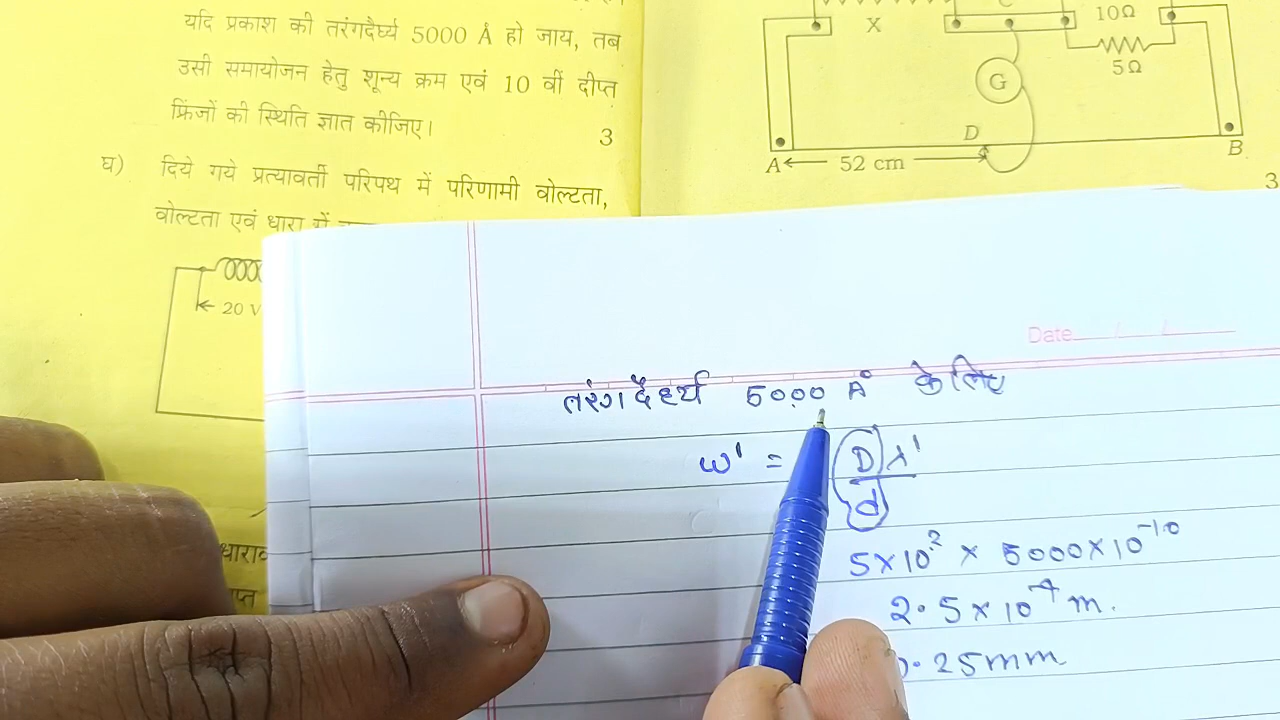 यदि प्रकाश की तरंगदैर्घ्य 5000 Å हो जाय, तब
उसी समायोजन हेतु शून्य क्रम एवं 10 वीं दीप्त
फ्रिंजों की स्थिति ज्ञात कीजिए।
3
घ) दिये गये प्रत्यावर्ती परिपथ में परिणामी वोल्टता,
वोल्टता एवं धारा में
20 V
X
10Ω
5Ω
G
D
A
52 cm
B
3
Date
तरंगदैर्ध्य 5000 A° के लिए
w' = Dλ'
d
5×10² × 5000×10⁻¹⁰
2.5×10⁻⁴ m.
.25mm